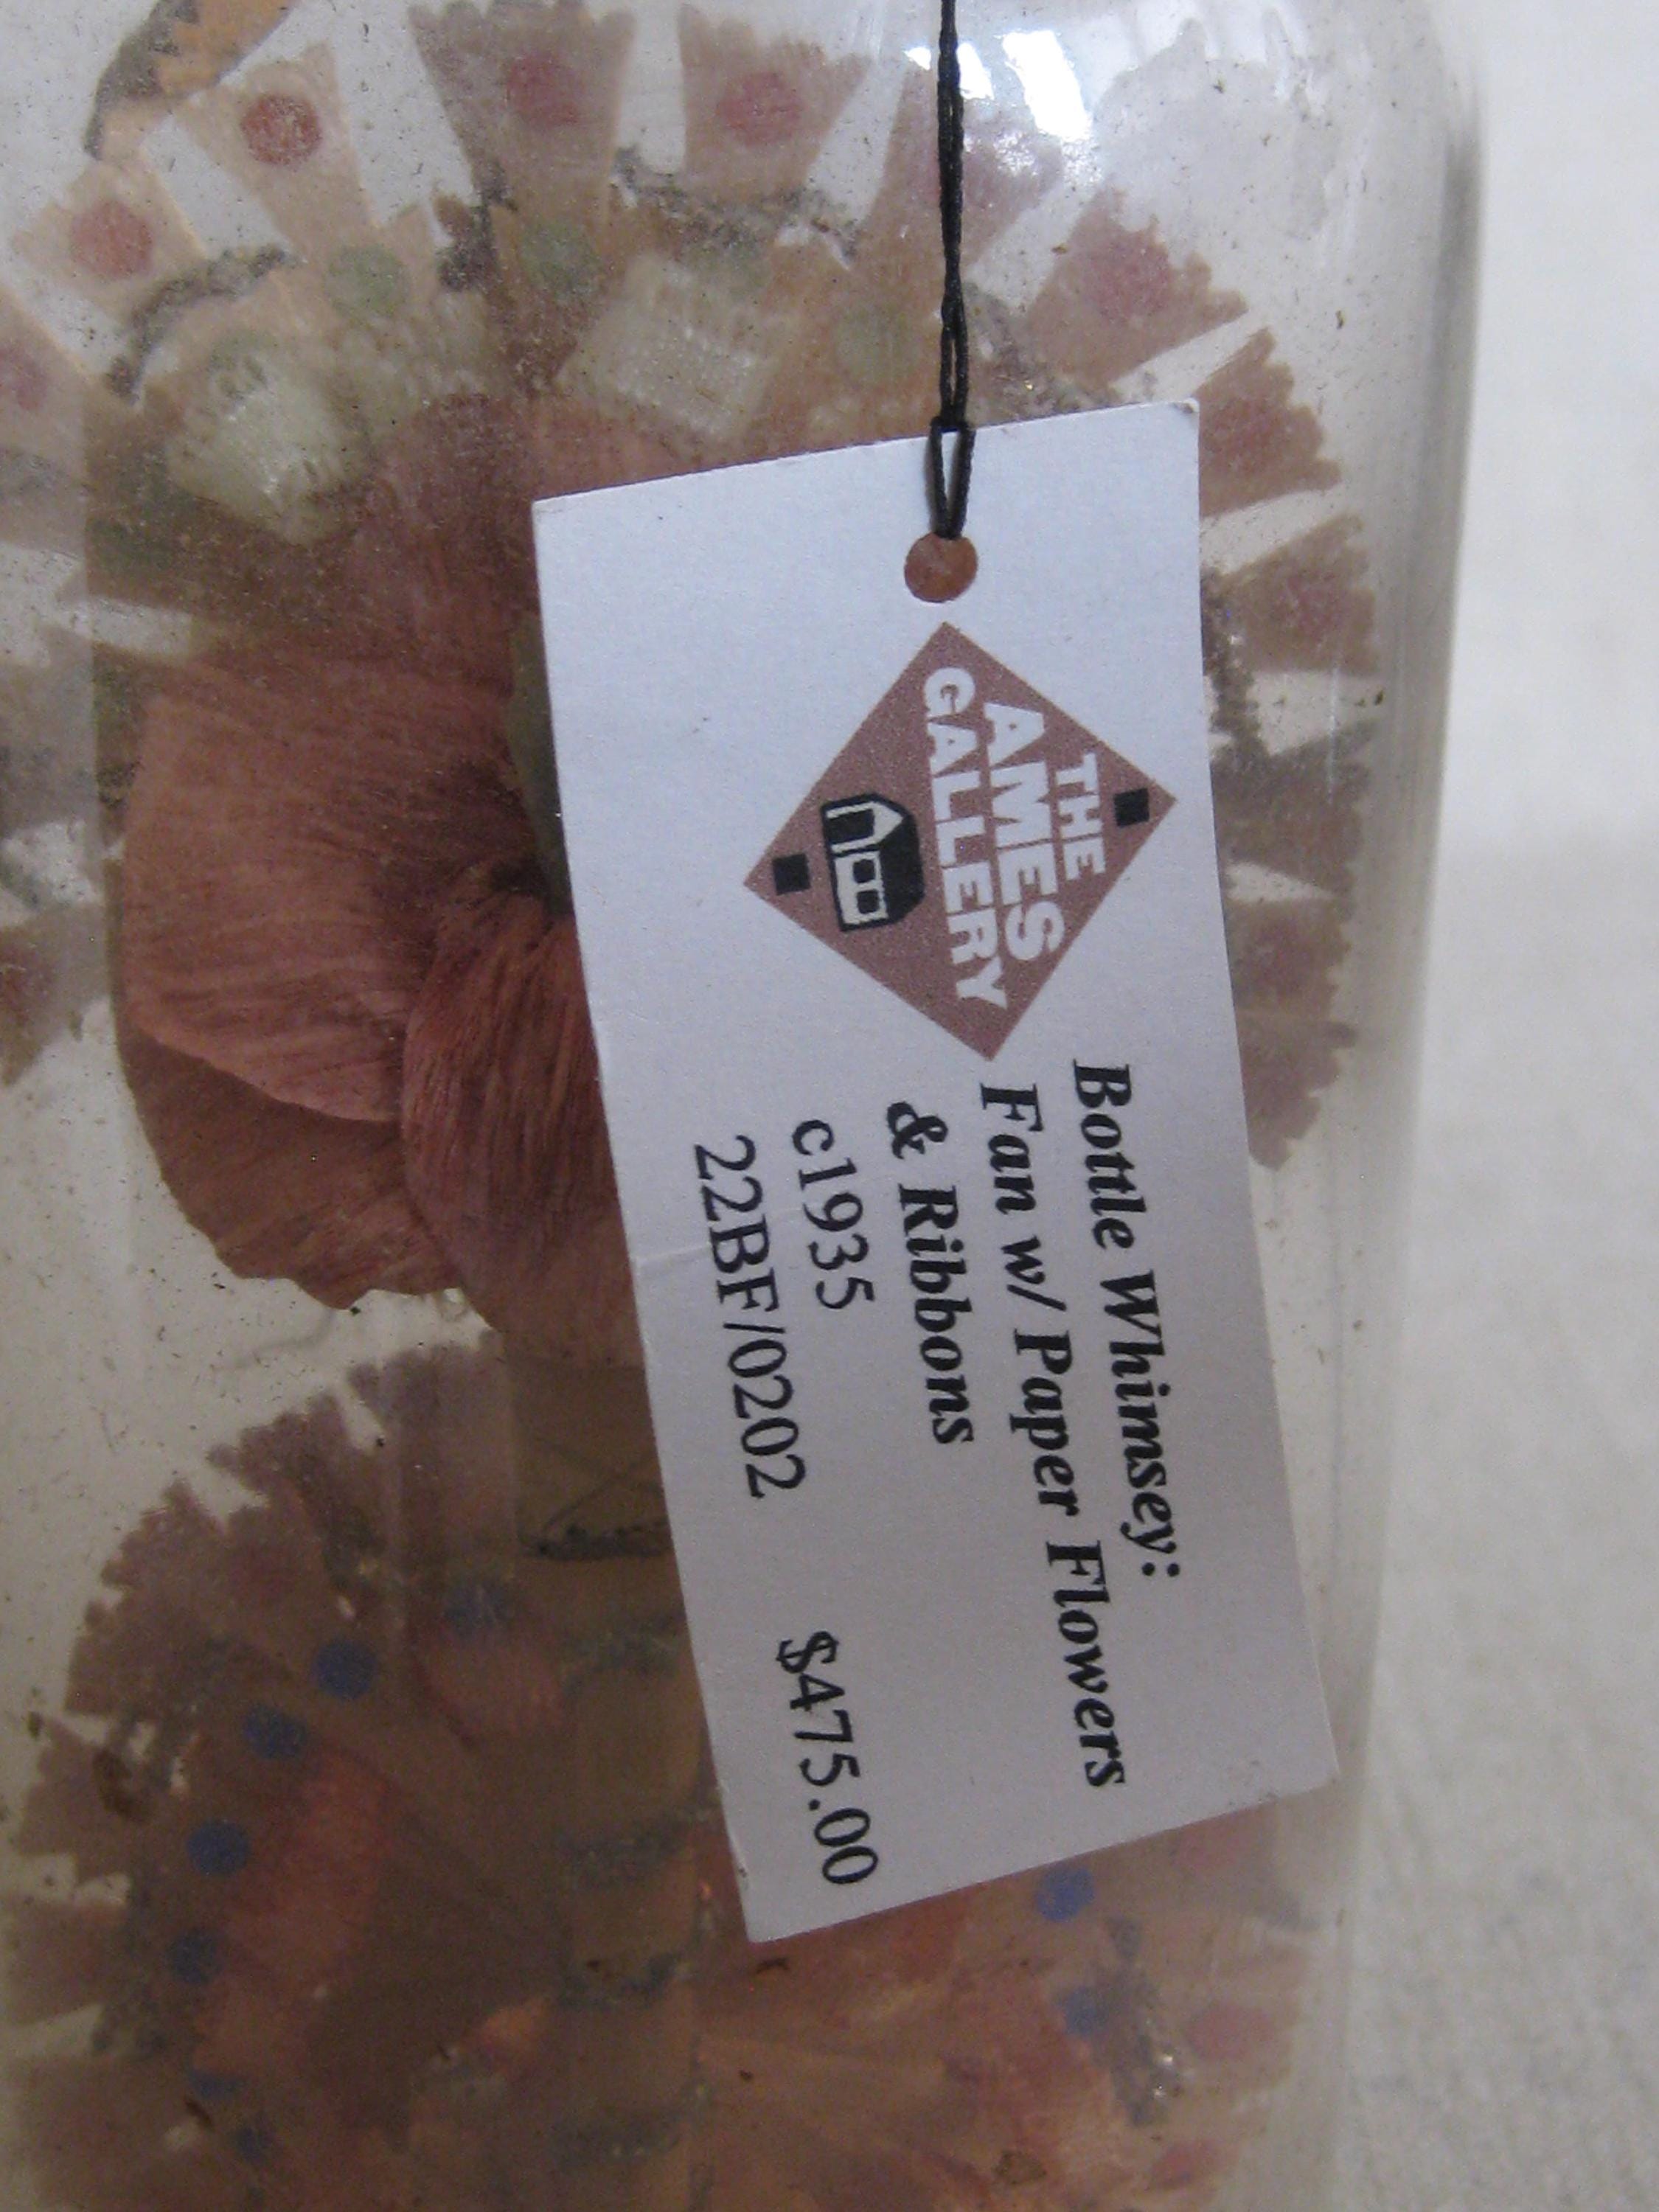 THE
AMES
GALLERY
Bottle Whimsey:
Fan w/ Paper Flowers
& Ribbons
c1935
22BF/0202 $475.00